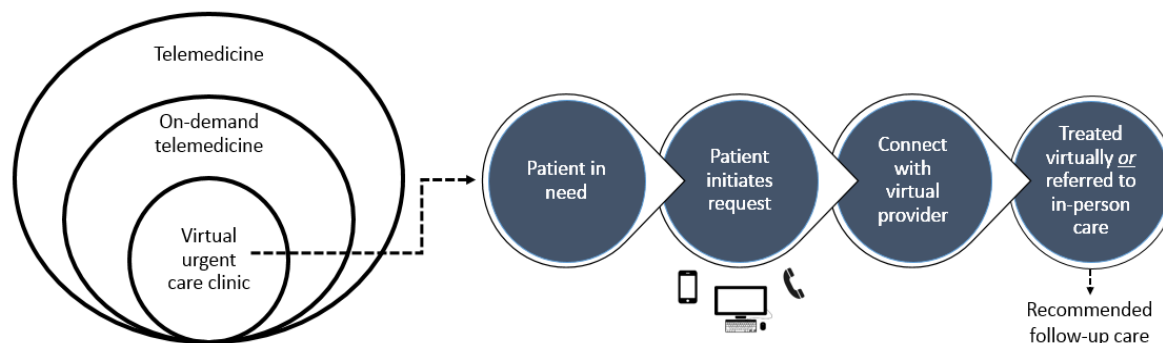 Telemedicine
On-demand
telemedicine
Virtual
urgent
care clinic
Patient in
need
Patient
initiates
request
Connect
with
virtual
provider
Treated
virtually or
referred to
in-person
care
Recommended
follow-up care